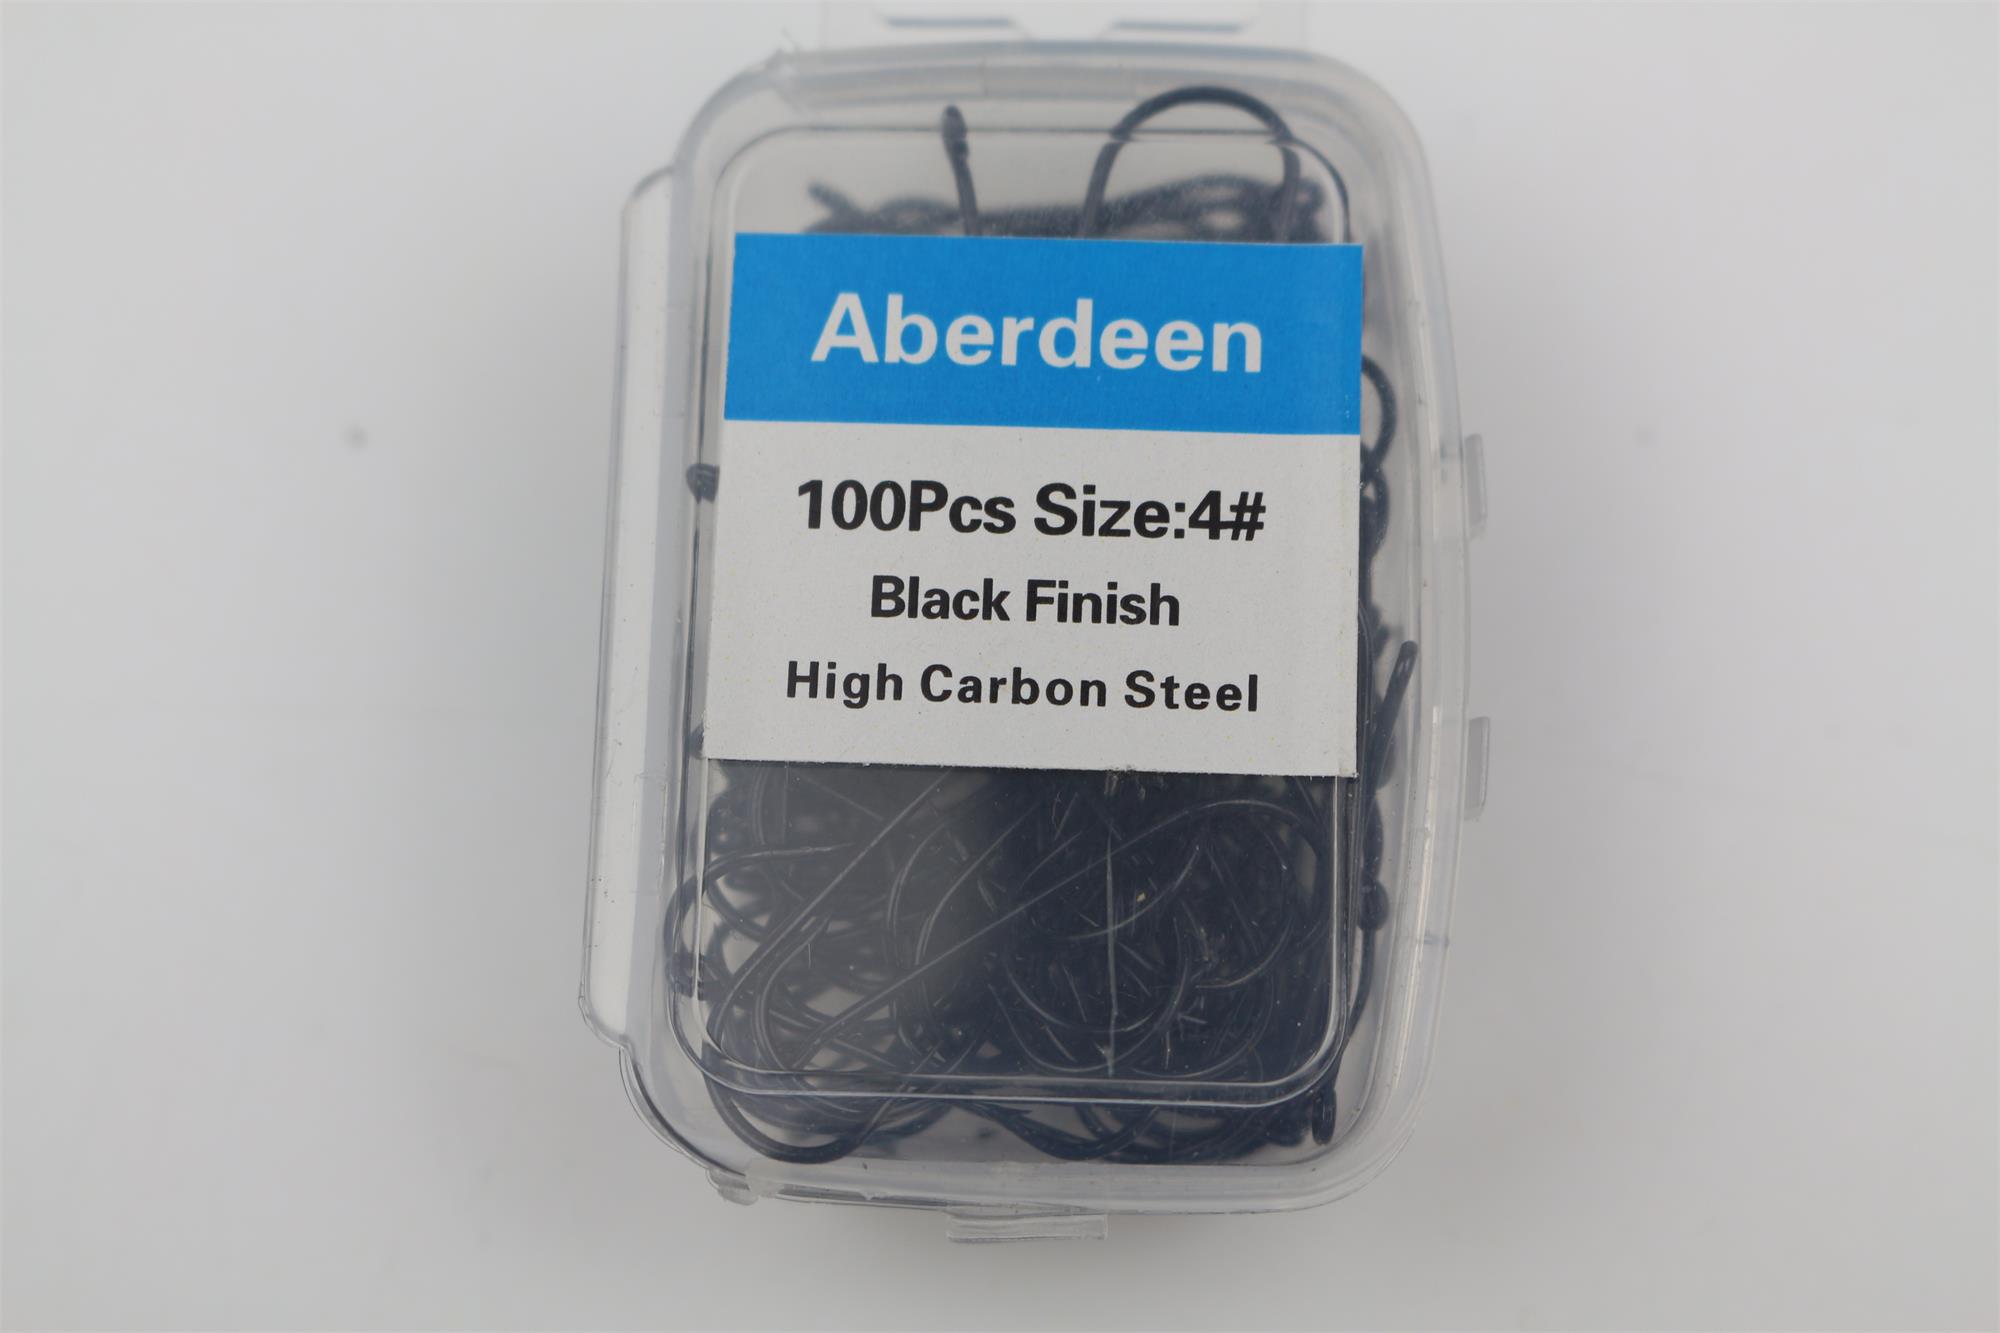 Aberdeen
100Pcs Size:4#
Black Finish
High Carbon Steel